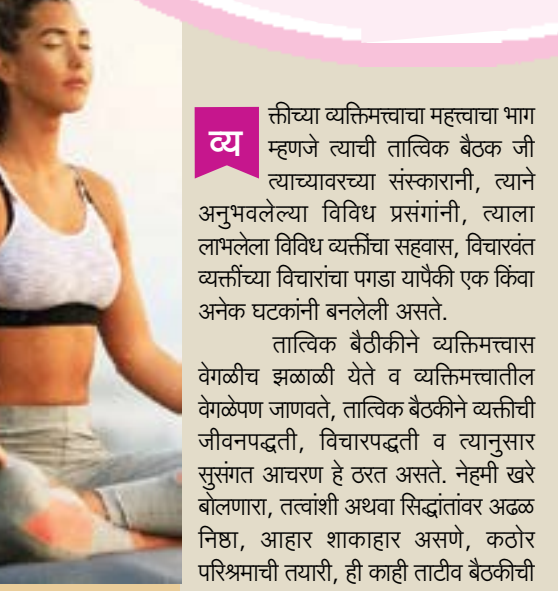 व्य
क्तीच्या व्यक्तिमत्त्वाचा महत्त्वाचा भाग
म्हणजे त्याची तात्विक बैठक जी
त्याच्यावरच्या संस्कारानी, त्याने
अनुभवलेल्या विविध प्रसंगांनी, त्याला
लाभलेला विविध व्यक्तींचा सहवास, विचारवंत
व्यक्तींच्या विचारांचा पगडा यापैकी एक किंवा
अनेक घटकांनी बनलेली असते.
तात्विक बैठीकीने व्यक्तिमत्त्वास
वेगळीच झळाळी येते व व्यक्तिमत्त्वातील
वेगळेपण जाणवते, तात्विक बैठकीने व्यक्तीची
जीवनपद्धती, विचारपद्धती व त्यानुसार
सुसंगत आचरण हे ठरत असते. नेहमी खरे
बोलणारा, तत्वांशी अथवा सिद्धांतांवर अढळ
निष्ठा, आहार शाकाहार असणे, कठोर
परिश्रमाची तयारी, ही काही ताटीव बैठकीची